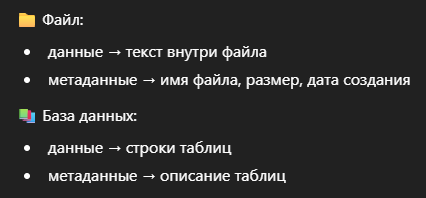 📁 Файл:
• данные → текст внутри файла
• метаданные → имя файла, размер, дата создания
📚 База данных:
• данные → строки таблиц
• метаданные → описание таблиц